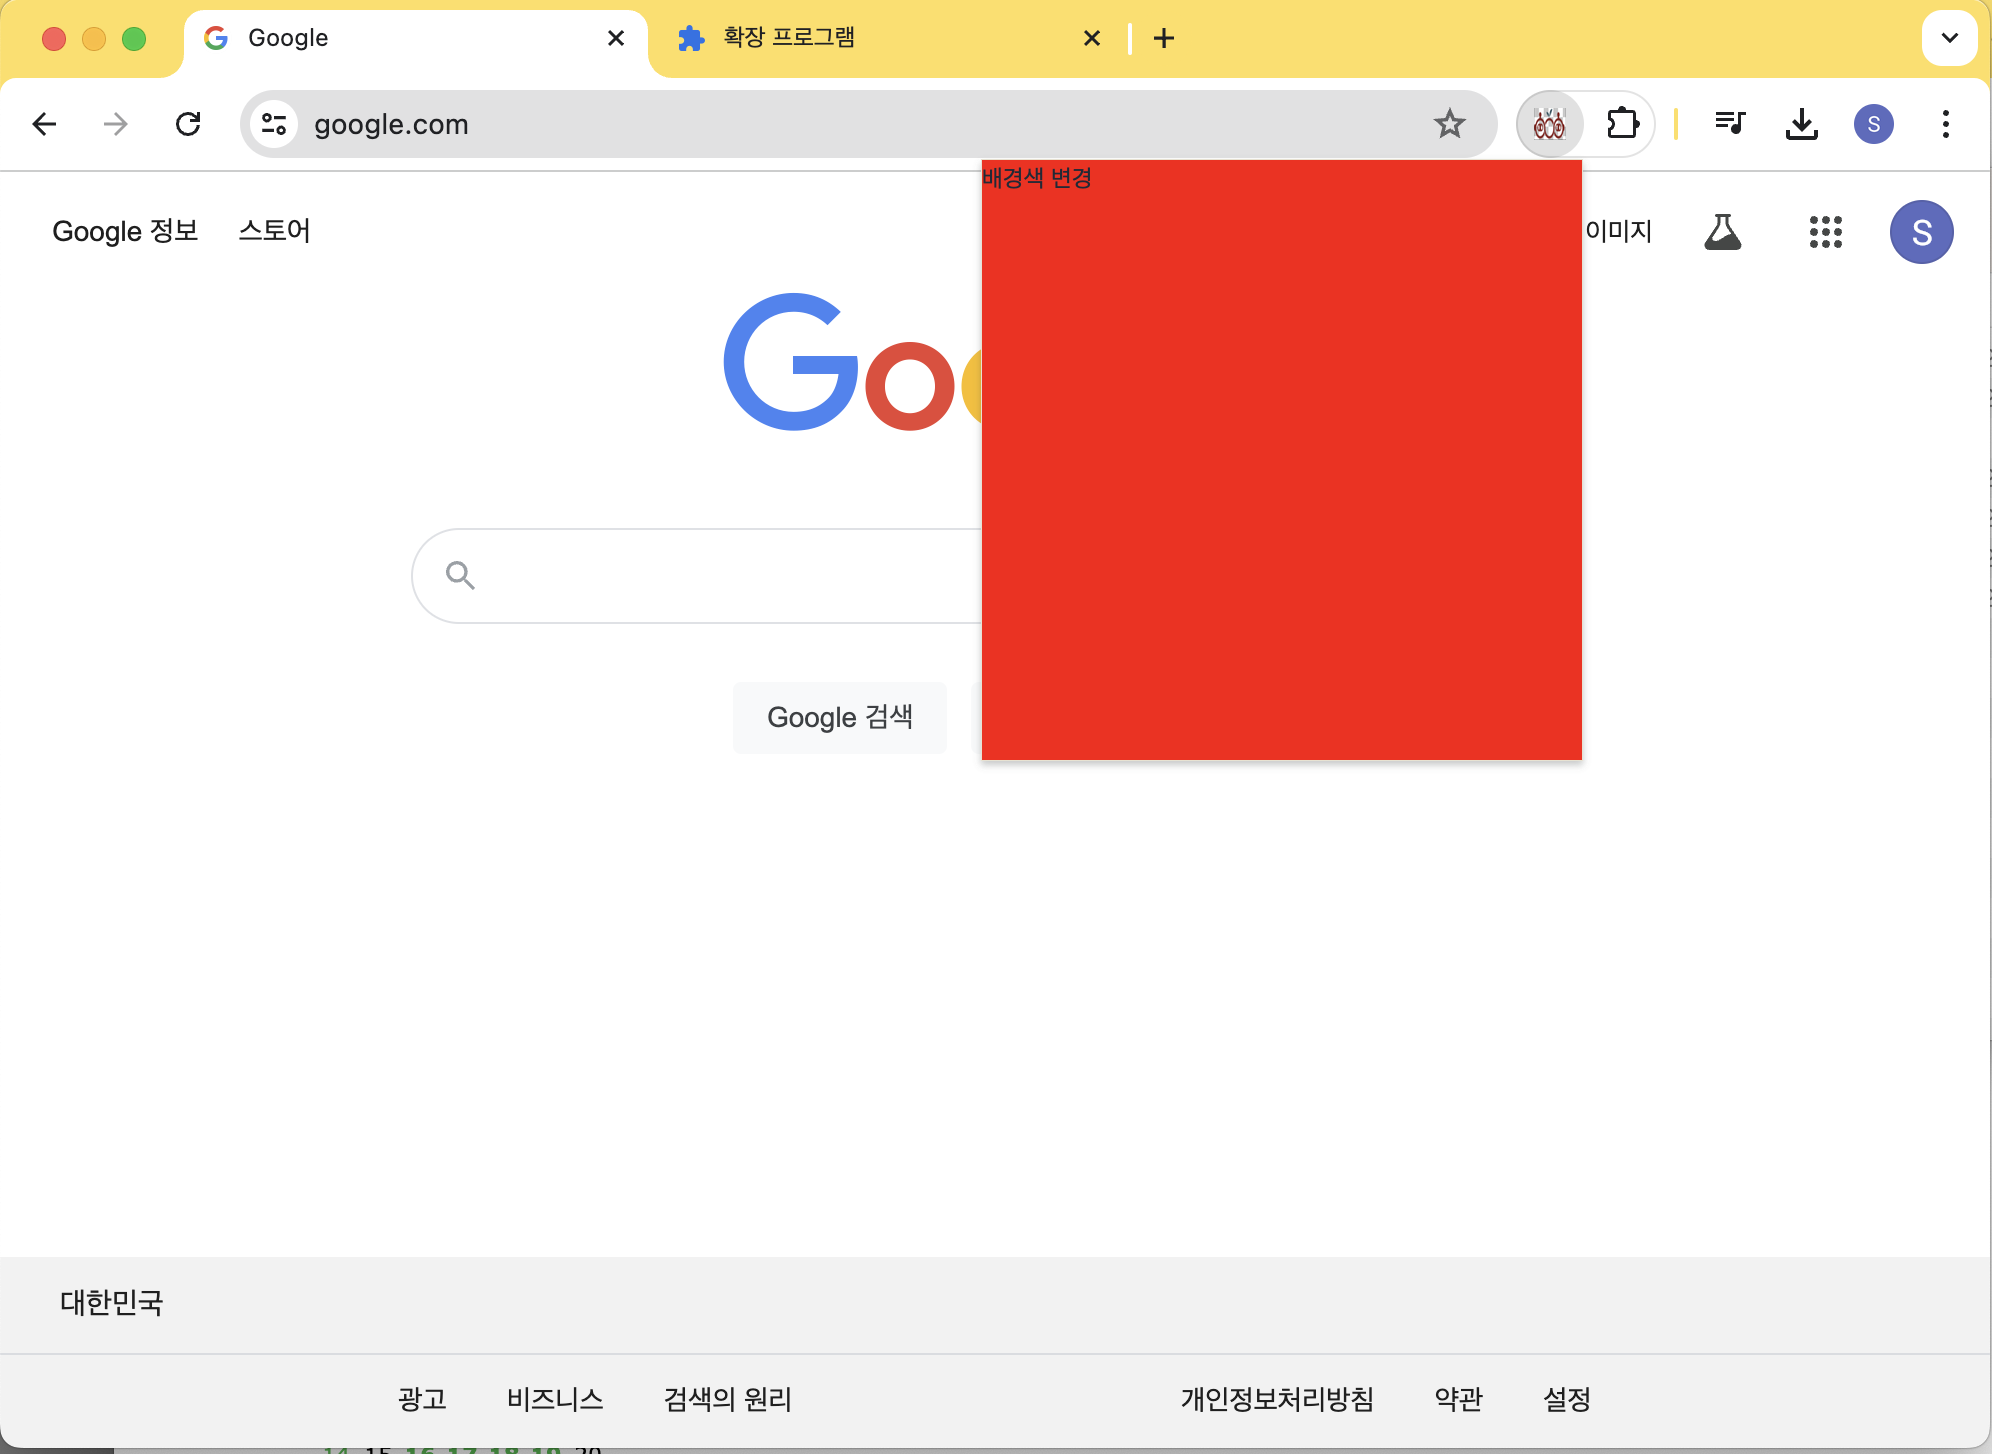 Google
확장 프로그램
google.com
S
배경색 변경
Google 정보
스토어
이미지
S
Goo
Google 검색
대한민국
광고
비즈니스
검색의 원리
개인정보처리방침
약관
설정